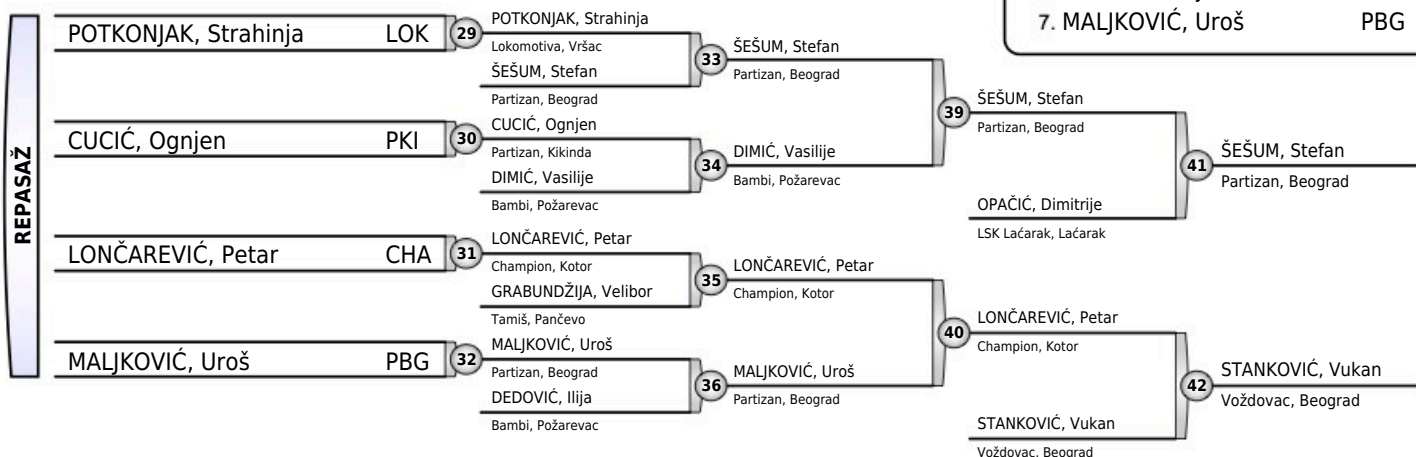 7. MALJKOVIĆ, Uroš PBG
REPASAŽ
POTKONJAK, Strahinja LOK
29
CUCIĆ, Ognjen PKI
30
LONČAREVIĆ, Petar CHA
31
MALJKOVIĆ, Uroš PBG
32
POTKONJAK, Strahinja
Lokomotiva, Vršac
ŠEŠUM, Stefan
Partizan, Beograd
33
CUCIĆ, Ognjen
Partizan, Kikinda
DIMIĆ, Vasilije
Bambi, Požarevac
34
LONČAREVIĆ, Petar
Champion, Kotor
GRABUNDŽIJA, Velibor
Tamiš, Pančevo
35
MALJKOVIĆ, Uroš
Partizan, Beograd
DEDOVIĆ, Ilija
Bambi, Požarevac
36
ŠEŠUM, Stefan
Partizan, Beograd
DIMIĆ, Vasilije
Bambi, Požarevac
39
LONČAREVIĆ, Petar
Champion, Kotor
MALJKOVIĆ, Uroš
Partizan, Beograd
40
ŠEŠUM, Stefan
Partizan, Beograd
OPAČIĆ, Dimitrije
LSK Laćarak, Laćarak
41
LONČAREVIĆ, Petar
Champion, Kotor
STANKOVIĆ, Vukan
Voždovac, Beograd
42
ŠEŠUM, Stefan
Partizan, Beograd
STANKOVIĆ, Vukan
Voždovac, Beograd